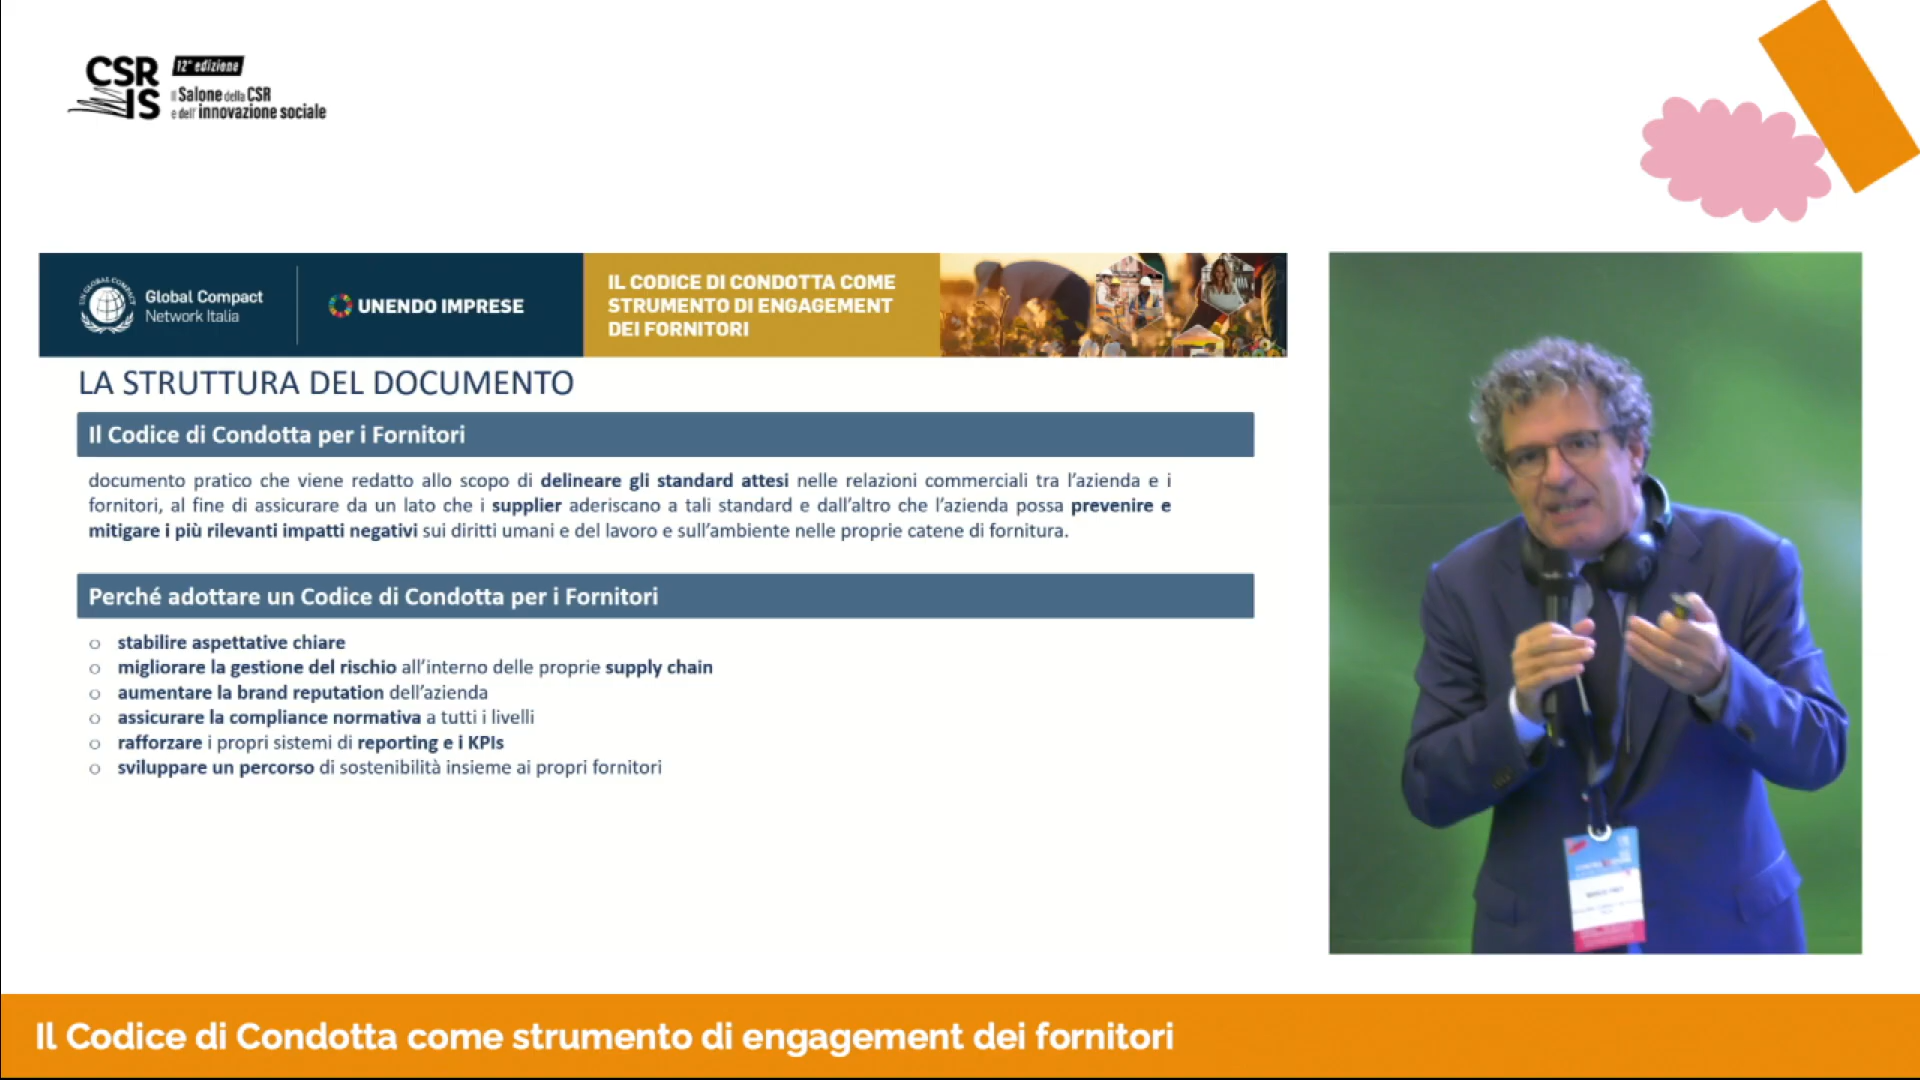 CSR
IS
12° edizione
Il Salone della CSR
e dell'innovazione sociale
UN GLOBAL COMPACT
Global Compact
Network Italia
UNENDO IMPRESE
IL CODICE DI CONDOTTA COME
STRUMENTO DI ENGAGEMENT
DEI FORNITORI
LA STRUTTURA DEL DOCUMENTO
Il Codice di Condotta per i Fornitori
documento pratico che viene redatto allo scopo di delineare gli standard attesi nelle relazioni commerciali tra l'azienda e i
fornitori, al fine di assicurare da un lato che i supplier aderiscano a tali standard e dall'altro che l'azienda possa prevenire e
mitigare i più rilevanti impatti negativi sui diritti umani e del lavoro e sull'ambiente nelle proprie catene di fornitura.
Perché adottare un Codice di Condotta per i Fornitori
o stabilire aspettative chiare
o migliorare la gestione del rischio all'interno delle proprie supply chain
o aumentare la brand reputation dell'azienda
o assicurare la compliance normativa a tutti i livelli
o rafforzare i propri sistemi di reporting e i KPIs
o sviluppare un percorso di sostenibilità insieme ai propri fornitori
Il Codice di Condotta come strumento di engagement dei fornitori